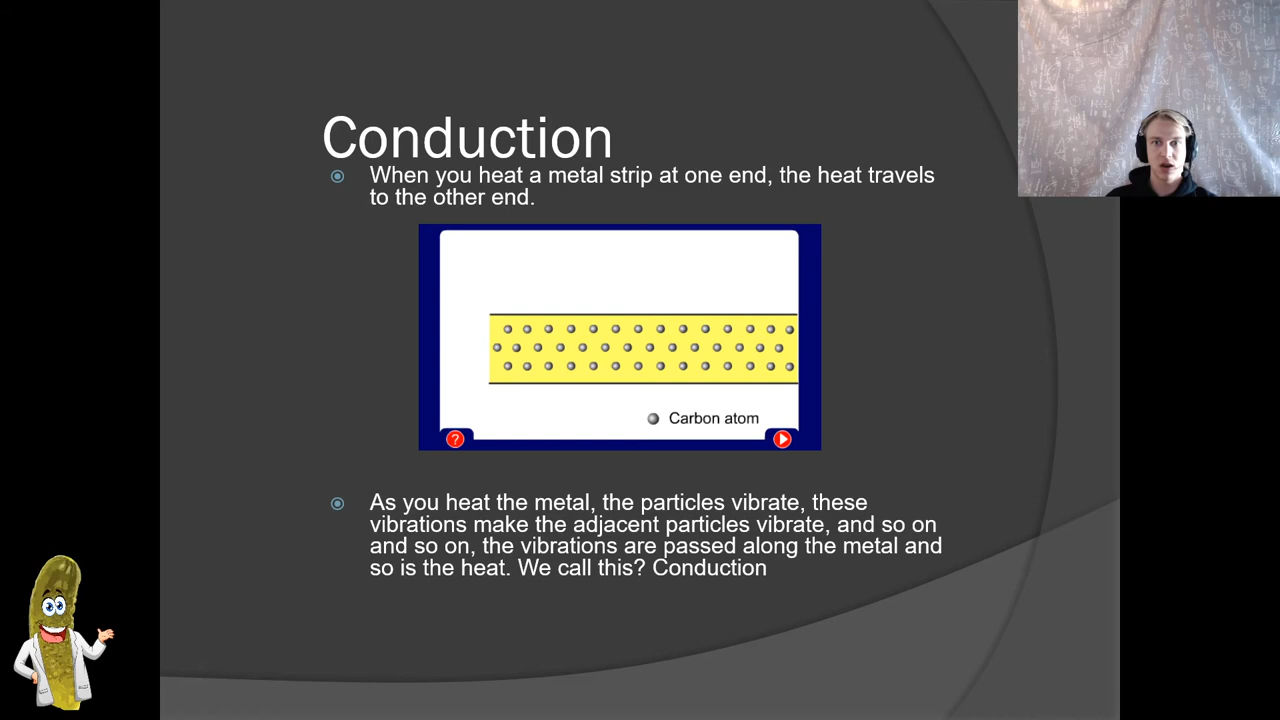 Conduction
When you heat a metal strip at one end, the heat travels
to the other end.
Carbon atom
?
As you heat the metal, the particles vibrate, these
vibrations make the adjacent particles vibrate, and so on
and so on, the vibrations are passed along the metal and
so is the heat. We call this? Conduction